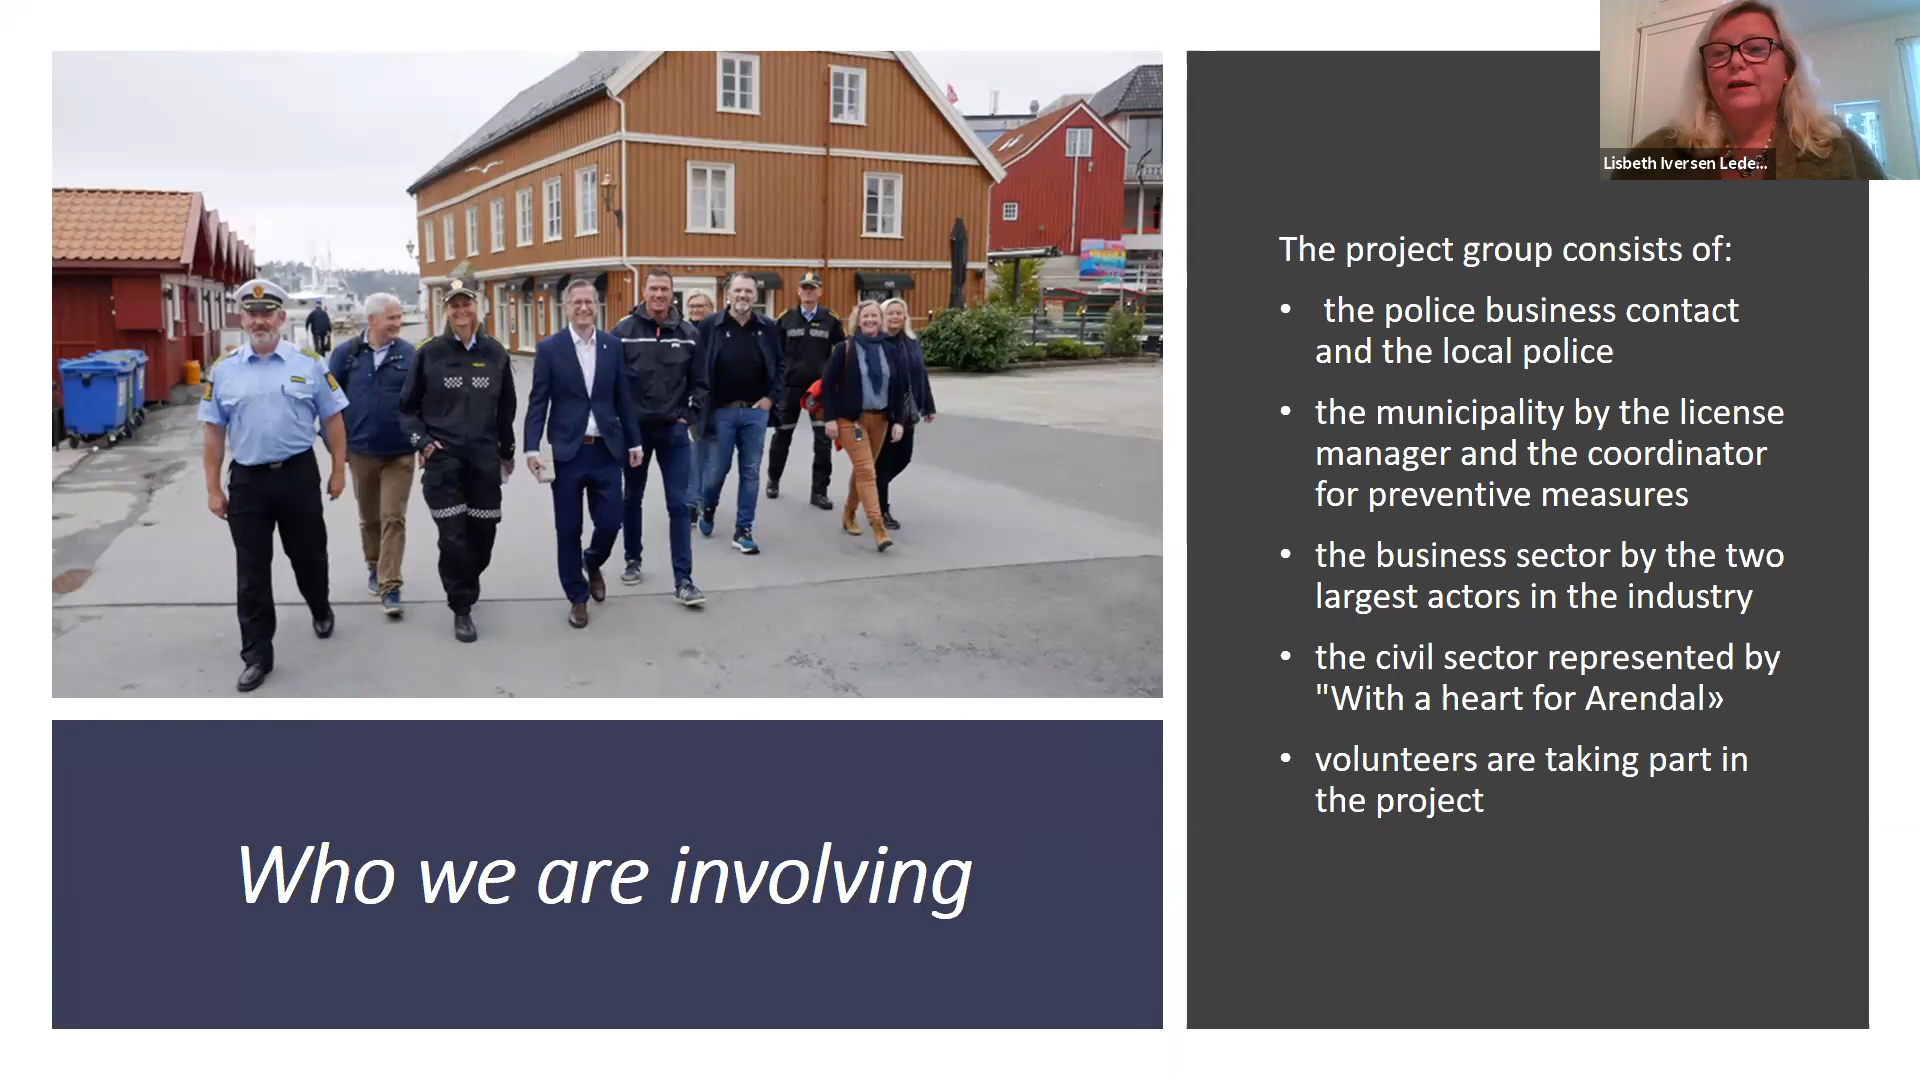 Lisbeth Iversen Lede...
The project group consists of:
• the police business contact
and the local police
• the municipality by the license
manager and the coordinator
for preventive measures
• the business sector by the two
largest actors in the industry
• the civil sector represented by
"With a heart for Arendal»
• volunteers are taking part in
the project
Who we are involving